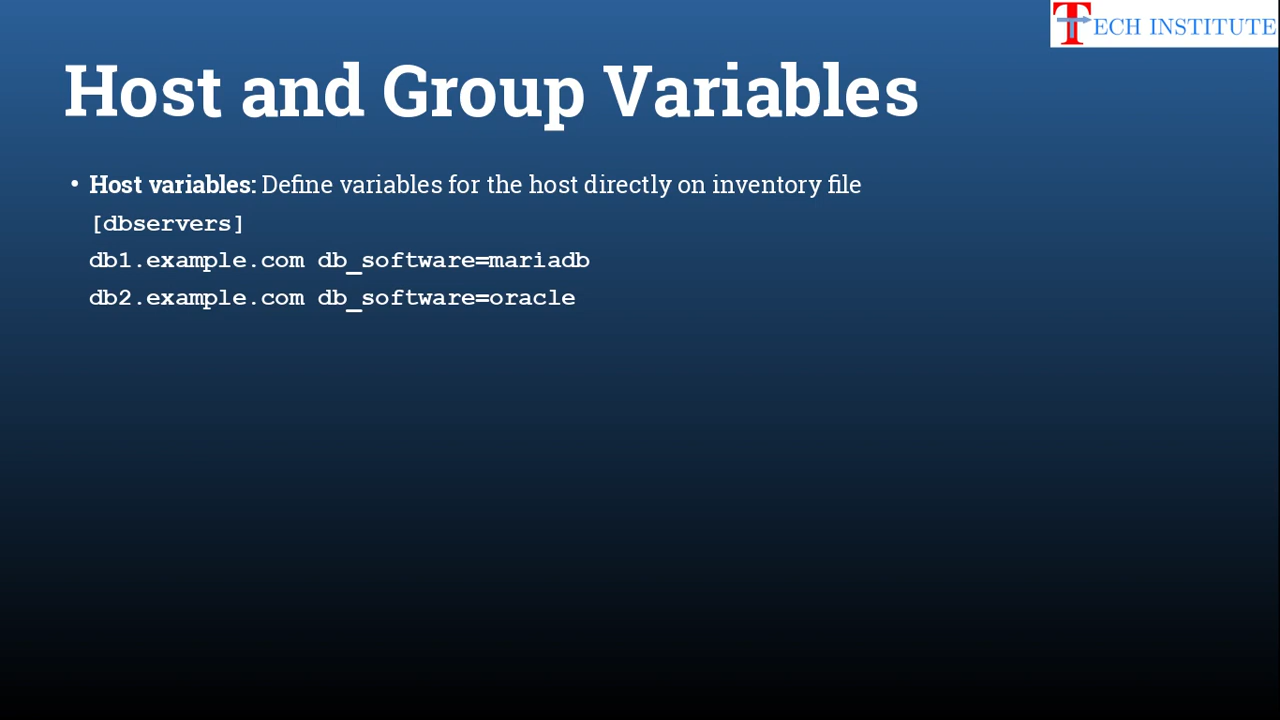 TECH INSTITUTE
Host and Group Variables
• Host variables: Define variables for the host directly on inventory file
[dbservers]
db1.example.com db_software=mariadb
db2.example.com db_software=oracle